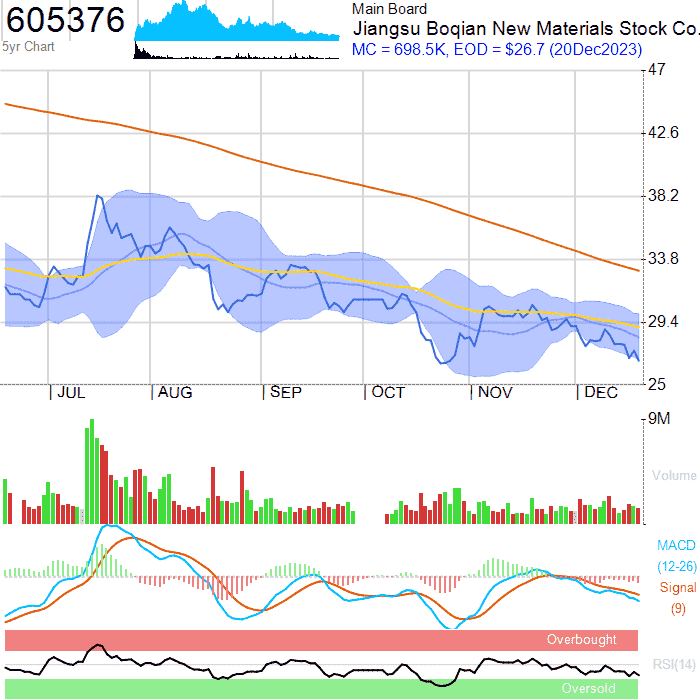 605376
5yr Chart
Main Board
Jiangsu Boqian New Materials Stock Co.
MC = 698.5K, EOD = $26.7 (20Dec2023)
47
42.6
38.2
33.8
29.4
25
JUL AUG SEP OCT NOV DEC
9M
Volume
MACD
(12-26)
Signal
(9)
Overbought
RSI(14)
Oversold